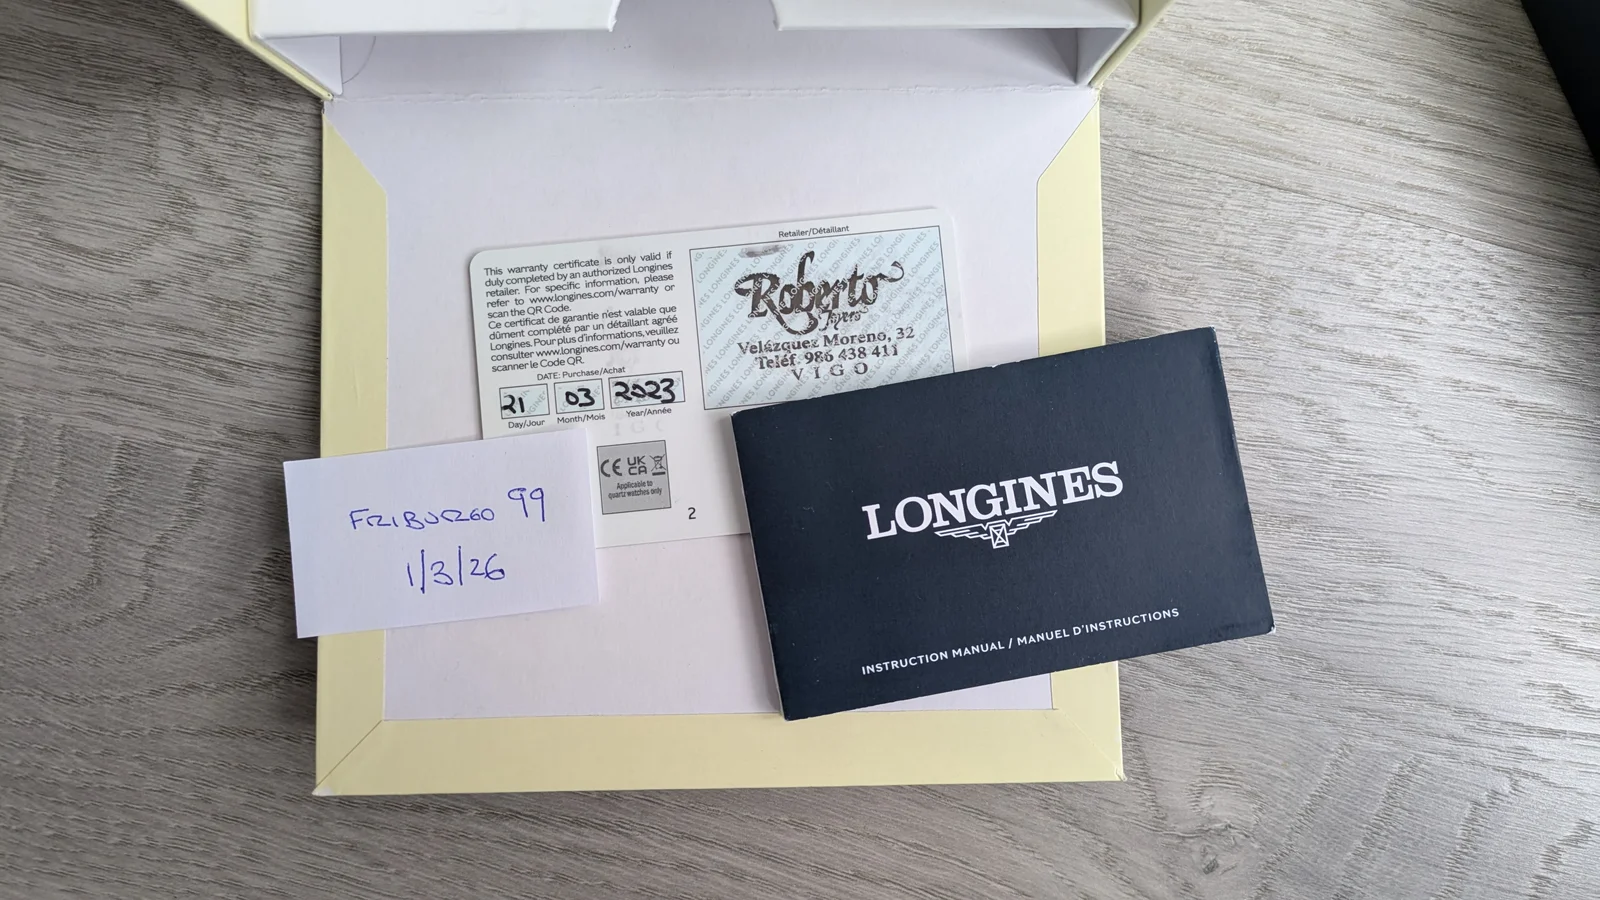 This warranty certificate is only valid if
duly completed by an authorized Longines
retailer. For specific information, please
refer to www.longines.com/warranty or
scan the QR Code.
Ce certificat de garantie n'est valable que
dûment complété par un détaillant agréé
Longines. Pour plus d'informations, veuillez
consulter www.longines.com/warranty ou
scanner le Code QR.
DATE: Purchase/Achat
21 03 2023
Day/Jour Month/Mois Year/Année
CE UK CA
Applicable to
quartz watches only
2
Retailer/Détaillant
Roberto
Joyero
Velázquez Moreno, 32
Teléf. 986 438 411
VIGO
FRIBURGO 99
1/3/26
LONGINES
INSTRUCTION MANUAL / MANUEL D'INSTRUCTIONS